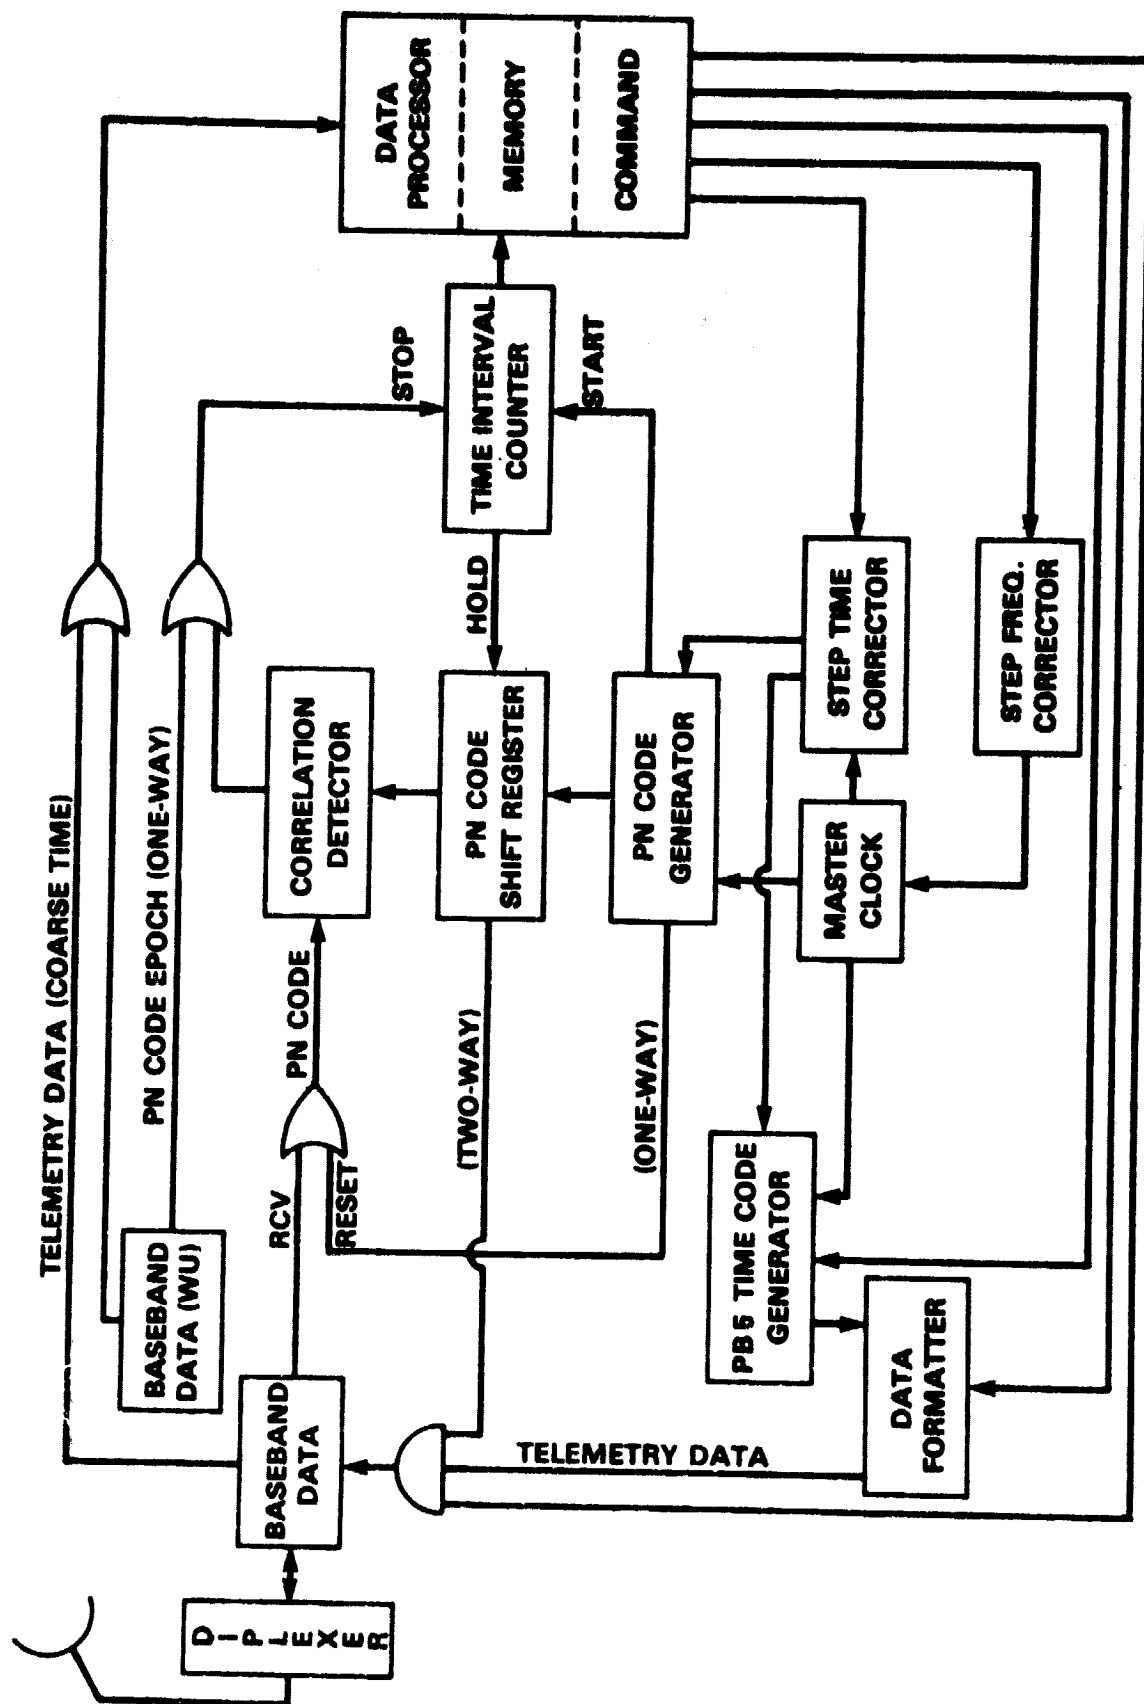 TELEMETRY DATA (COARSE TIME)
PN CODE EPOCH (ONE-WAY)
BASEBAND
DATA (WU)
DIPLEXER
BASEBAND
DATA
RCV
RESET
PN CODE
CORRELATION
DETECTOR
STOP
DATA
PROCESSOR
MEMORY
COMMAND
(TWO-WAY)
PN CODE
SHIFT REGISTER
HOLD
TIME INTERVAL
COUNTER
START
(ONE-WAY)
PN CODE
GENERATOR
TELEMETRY DATA
PB5 TIME CODE
GENERATOR
MASTER
CLOCK
STEP TIME
CORRECTOR
DATA
FORMATTER
STEP FREQ.
CORRECTOR